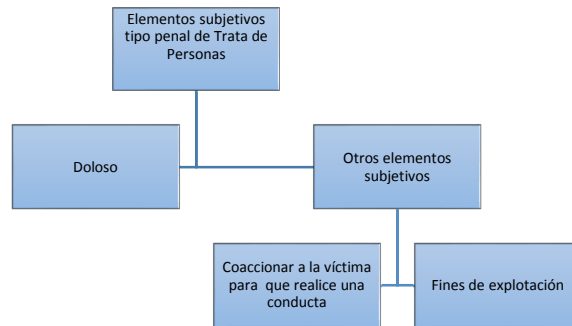 Elementos subjetivos
tipo penal de Trata de
Personas
Doloso
Otros elementos
subjetivos
Coaccionar a la víctima
para que realice una
conducta
Fines de explotación